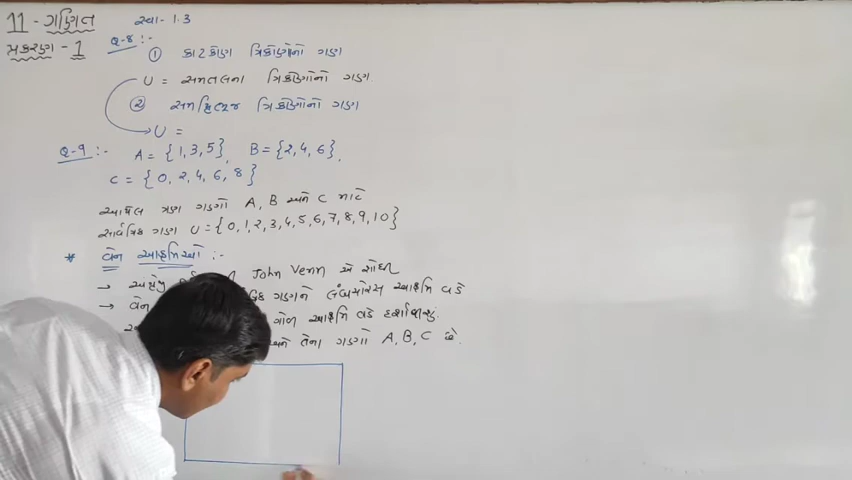 11 - ગણિત સ્વા- 1.3
પ્રકરણ - 1 Q-8 :-
① કાટકોણ ત્રિકોણોનો ગણ
U = સમતલના ત્રિકોણોનો ગણ.
② સમદ્વિભુજ ત્રિકોણોનો ગણ
U =
Q-9 :- A = {1,3,5}, B = {2,4,6},
C = {0, 2, 4, 6, 8}
આપેલ ત્રણ ગણો A, B અને C માટે
સાર્વત્રિક ગણ U = {0,1,2,3,4,5,6,7,8,9,10}
* વેન આકૃતિઓ :-
→ John Venn એ શોધી
→ વેન ગણને લંબચોરસ આકૃતિ વડે
ગોળ આકૃતિ વડે દર્શાવાય.
અને તેના ગણો A, B, C છે.